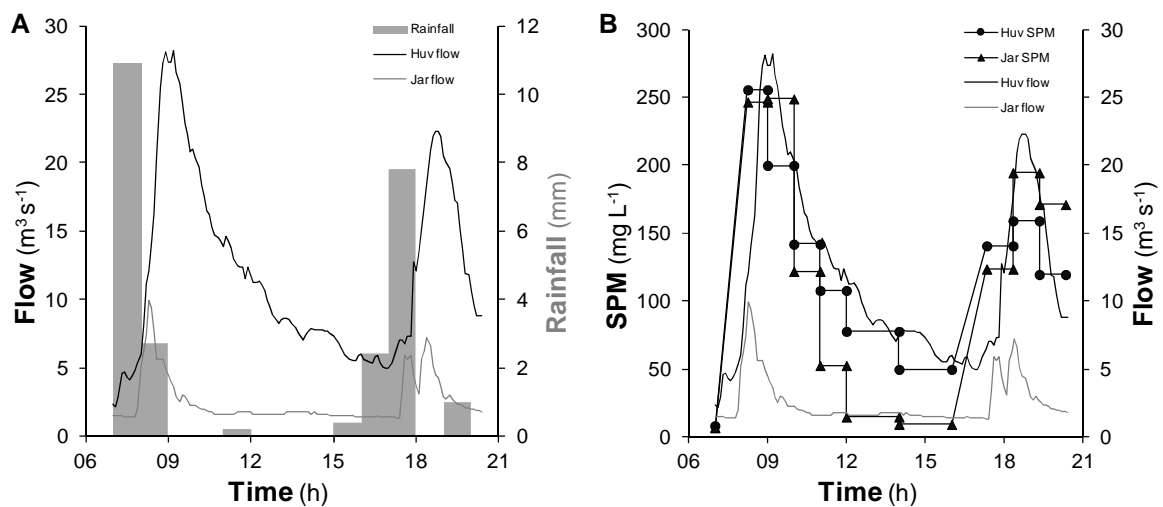 A
Flow (m³ s⁻¹)
30
25
20
15
10
5
0
Rainfall
Huv flow
Jar flow
12
10
8
6
4
2
0
Rainfall (mm)
06 09 12 15 18 21
Time (h)
B
SPM (mg L⁻¹)
300
250
200
150
100
50
0
Huv SPM
Jar SPM
Huv flow
Jar flow
30
25
20
15
10
5
0
Flow (m³ s⁻¹)
06 09 12 15 18 21
Time (h)